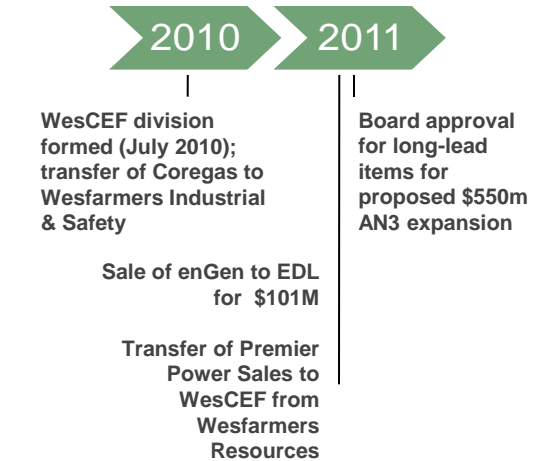 2010
2011
WesCEF division
formed (July 2010);
transfer of Coregas to
Wesfarmers Industrial
& Safety
Board approval
for long-lead
items for
proposed $550m
AN3 expansion
Sale of enGen to EDL
for $101M
Transfer of Premier
Power Sales to
WesCEF from
Wesfarmers
Resources